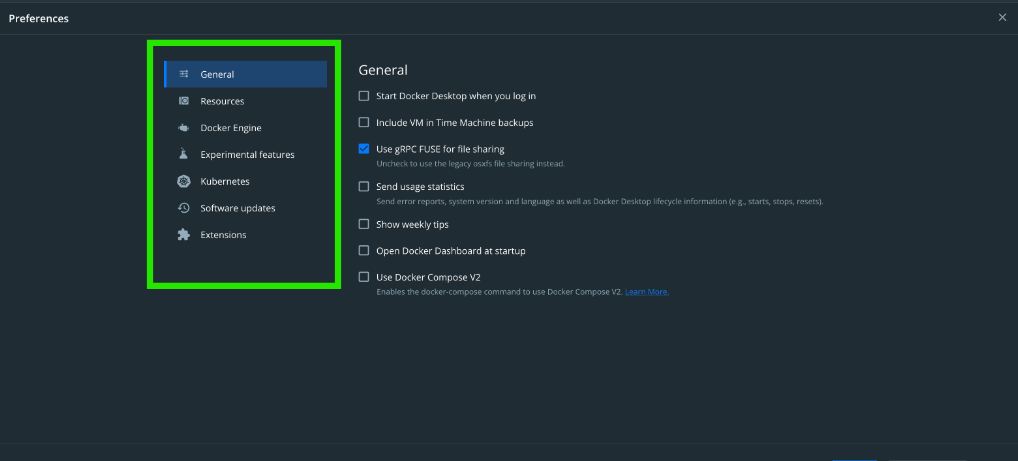 Preferences
General
Resources
Docker Engine
Experimental features
Kubernetes
Software updates
Extensions
General
Start Docker Desktop when you log in
Include VM in Time Machine backups
Use gRPC FUSE for file sharing
Uncheck to use the legacy osxfs file sharing instead.
Send usage statistics
Send error reports, system version and language as well as Docker Desktop lifecycle information (e.g., starts, stops, resets).
Show weekly tips
Open Docker Dashboard at startup
Use Docker Compose V2
Enables the docker-compose command to use Docker Compose V2. Learn More.